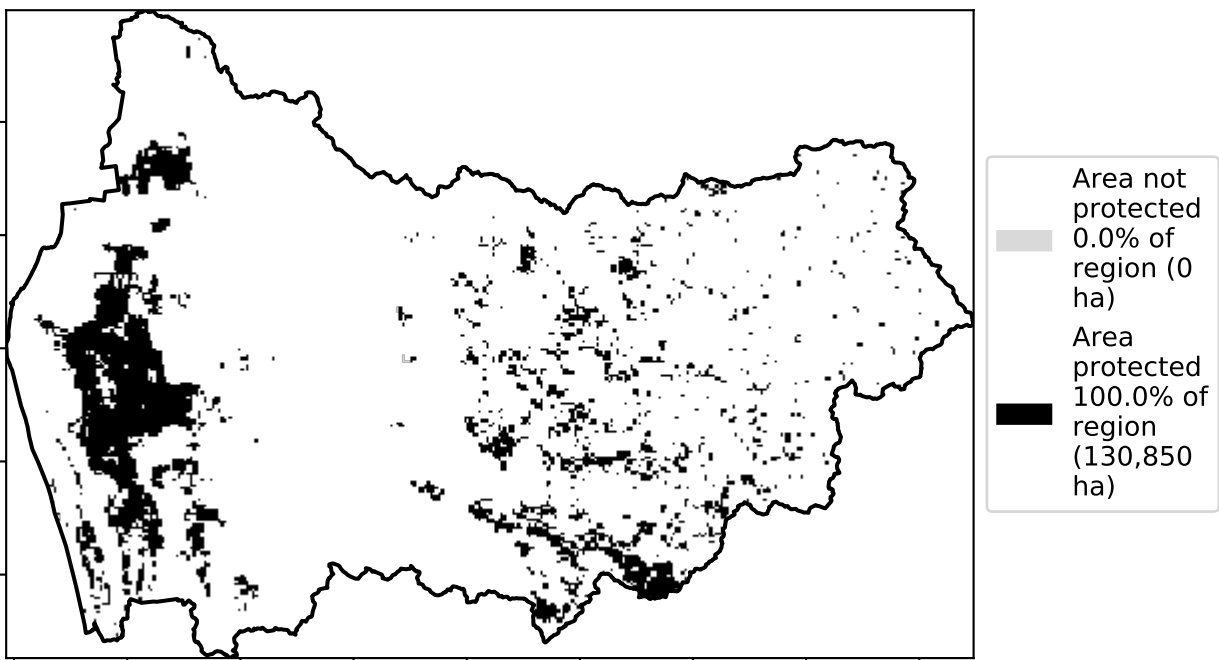 Area not
protected
0.0% of
region (0
ha)
Area
protected
100.0% of
region
(130,850
ha)